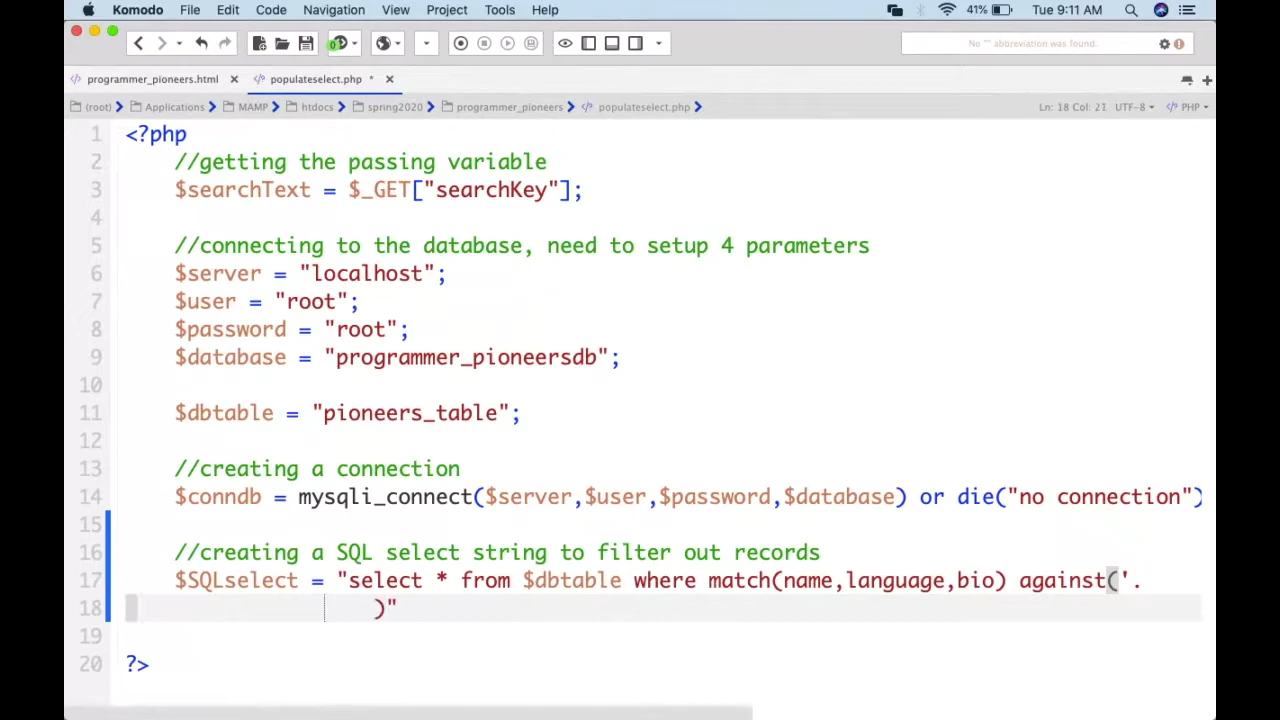 Komodo File Edit Code Navigation View Project Tools Help 41% Tue 9:11 AM
No "" abbreviation was found.
programmer_pioneers.html populateselect.php *
(root) Applications MAMP htdocs spring2020 programmer_pioneers populateselect.php Ln: 18 Col: 21 UTF-8 PHP
1 <?php
2 //getting the passing variable
3 $searchText = $_GET["searchKey"];
4
5 //connecting to the database, need to setup 4 parameters
6 $server = "localhost";
7 $user = "root";
8 $password = "root";
9 $database = "programmer_pioneersdb";
10
11 $dbtable = "pioneers_table";
12
13 //creating a connection
14 $conndb = mysqli_connect($server,$user,$password,$database) or die("no connection")
15
16 //creating a SQL select string to filter out records
17 $SQLselect = "select * from $dbtable where match(name,language,bio) against('.
18 )"
19
20 ?>